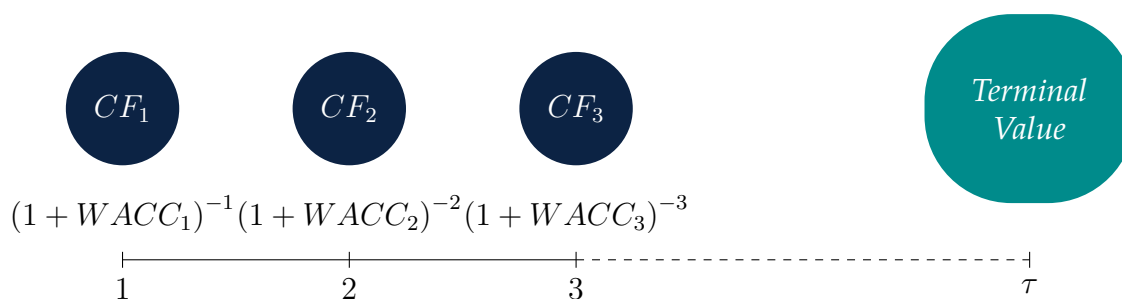 CF₁ CF₂ CF₃ Terminal
Value
(1 + WACC₁)⁻¹ (1 + WACC₂)⁻² (1 + WACC₃)⁻³
1 2 3 τ